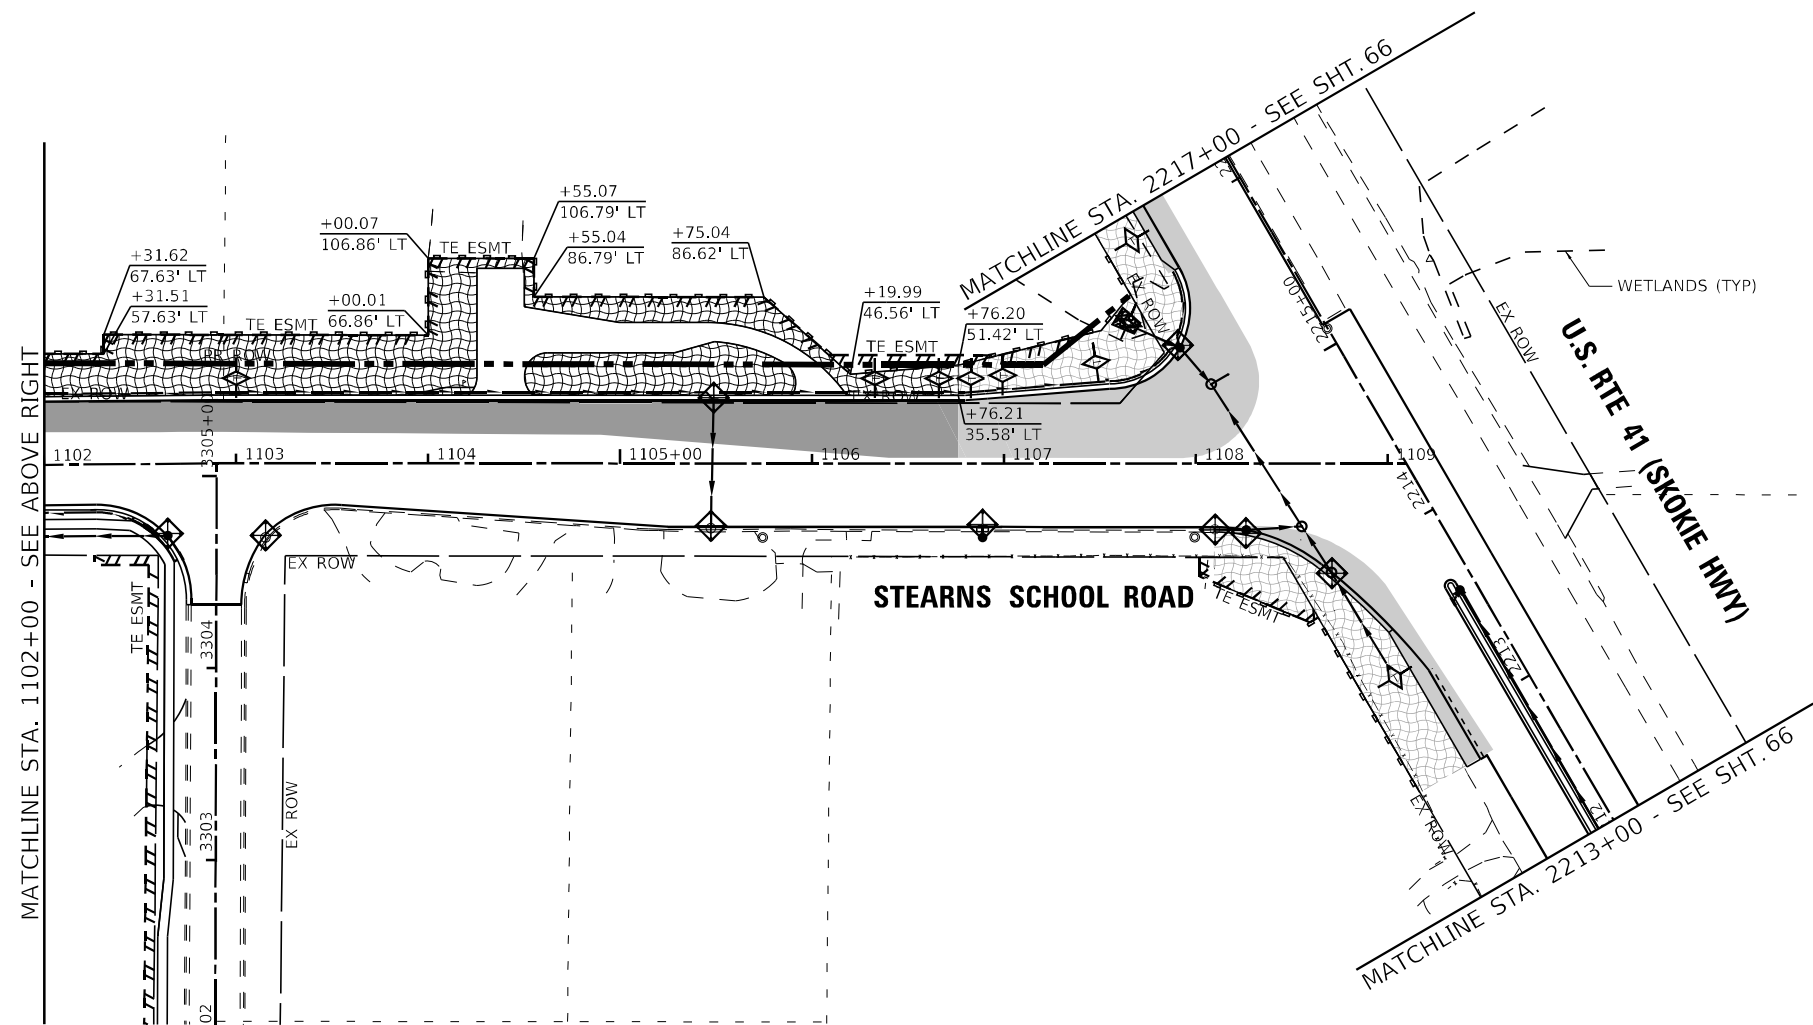 MATCHLINE STA. 2217+00 - SEE SHT. 66
+55.07
106.79' LT
+00.07
106.86' LT
TE ESMT
+55.04
86.79' LT
+75.04
86.62' LT
+31.62
67.63' LT
+31.51
57.63' LT
+00.01
66.86' LT
TE ESMT
+19.99
46.56' LT
+76.20
51.42' LT
TE ESMT
EX ROW
2215+00
EX ROW
WETLANDS (TYP)
U.S. RTE 41 (SKOKIE HWY)
PR ROW
EX ROW
EX ROW
+76.21
35.58' LT
3305+00
1102
1103
1104
1105+00
1106
1107
1108
1109
2214
MATCHLINE STA. 1102+00 - SEE ABOVE RIGHT
EX ROW
TE ESMT
STEARNS SCHOOL ROAD
TE ESMT
3304
2213
3303
EX ROW
EX ROW
02
MATCHLINE STA. 2213+00 - SEE SHT. 66